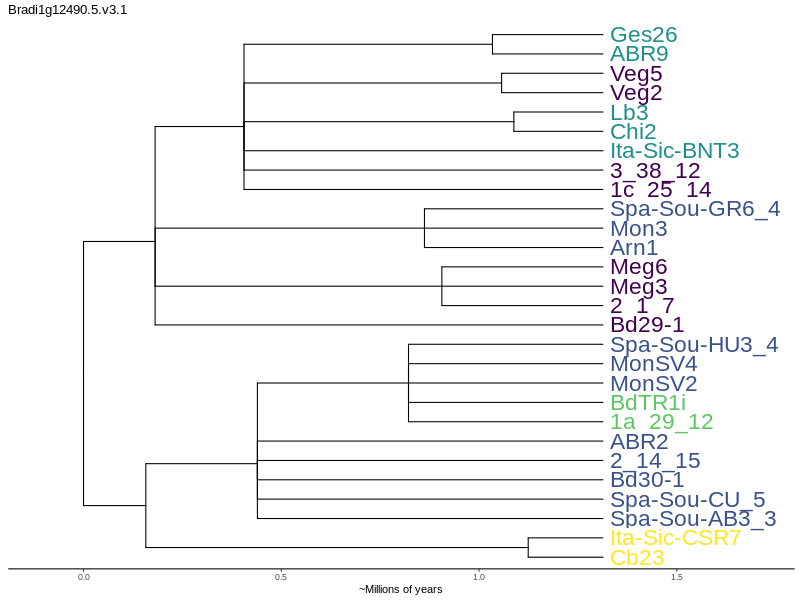 Bradi1g12490.5.v3.1
Ges26
ABR9
Veg5
Veg2
Lb3
Chi2
Ita-Sic-BNT3
3_38_12
1c_25_14
Spa-Sou-GR6_4
Mon3
Arn1
Meg6
Meg3
2_1_7
Bd29-1
Spa-Sou-HU3_4
MonSV4
MonSV2
BdTR1i
1a_29_12
ABR2
2_14_15
Bd30-1
Spa-Sou-CU_5
Spa-Sou-AB3_3
Ita-Sic-CSR7
Cb23
0.0 0.5 1.0 1.5
~Millions of years